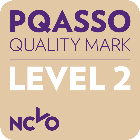 PQASSO
QUALITY MARK
LEVEL 2
NCVO